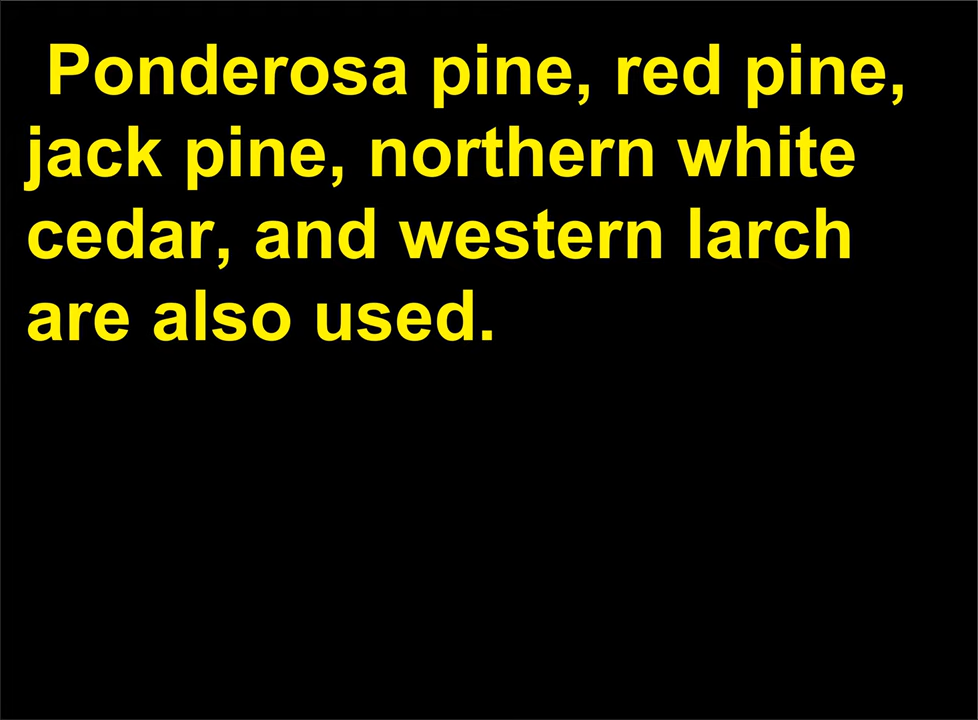 Ponderosa pine, red pine,
jack pine, northern white
cedar, and western larch
are also used.